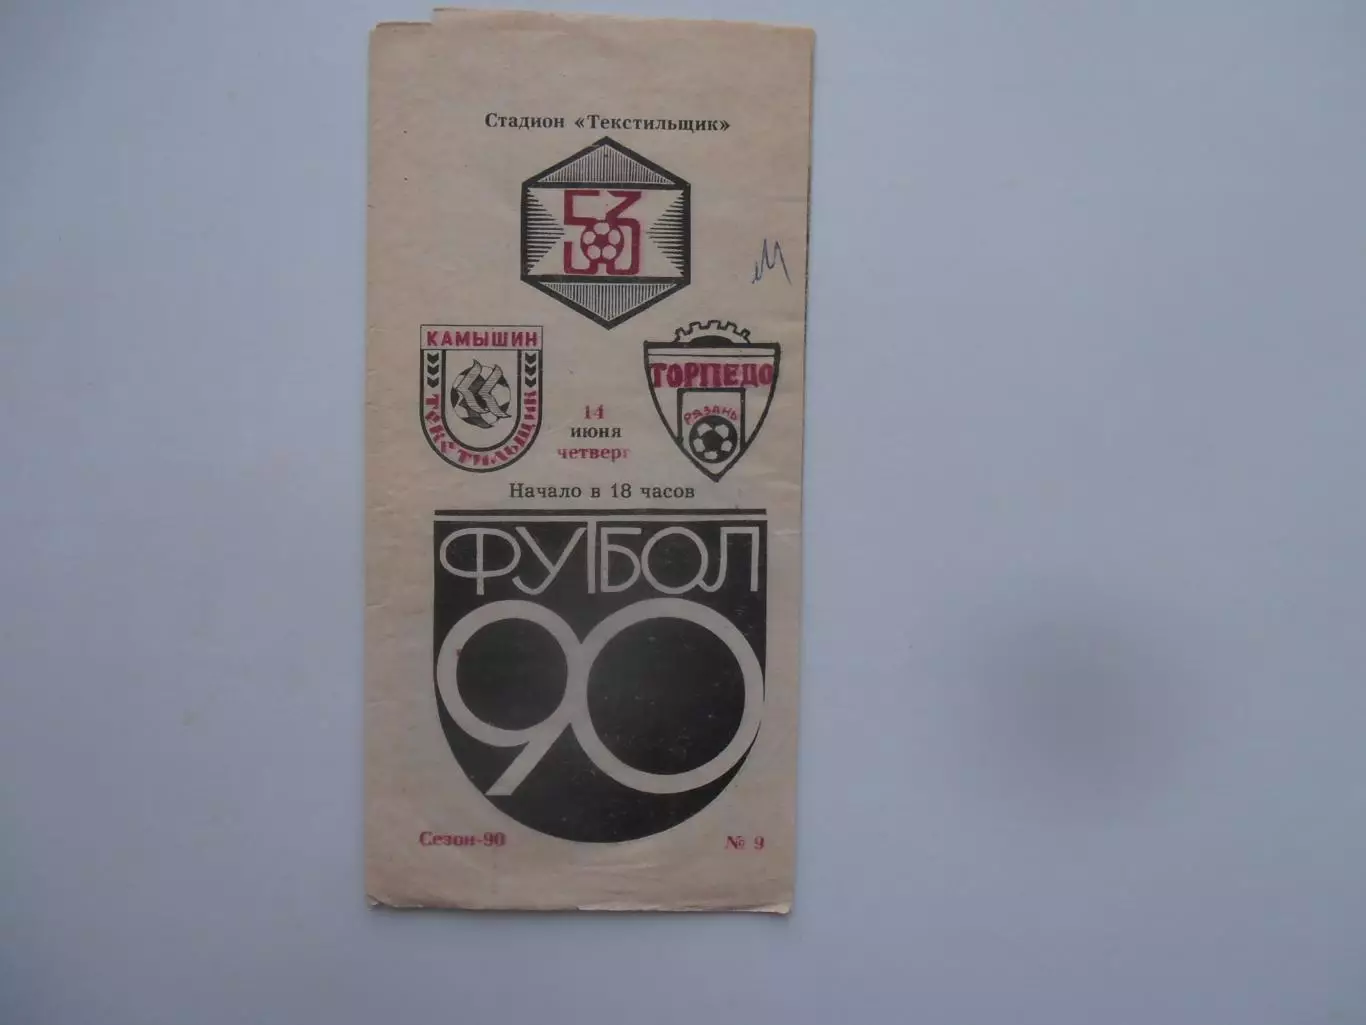 Стадион «Текстильщик»
53
КАМЫШИН
ТЕКСТИЛЬЩИК
ТОРПЕДО
РЯЗАНЬ
14
июня
четверг
Начало в 18 часов
ФУТБОЛ
90
Сезон-90
№ 9